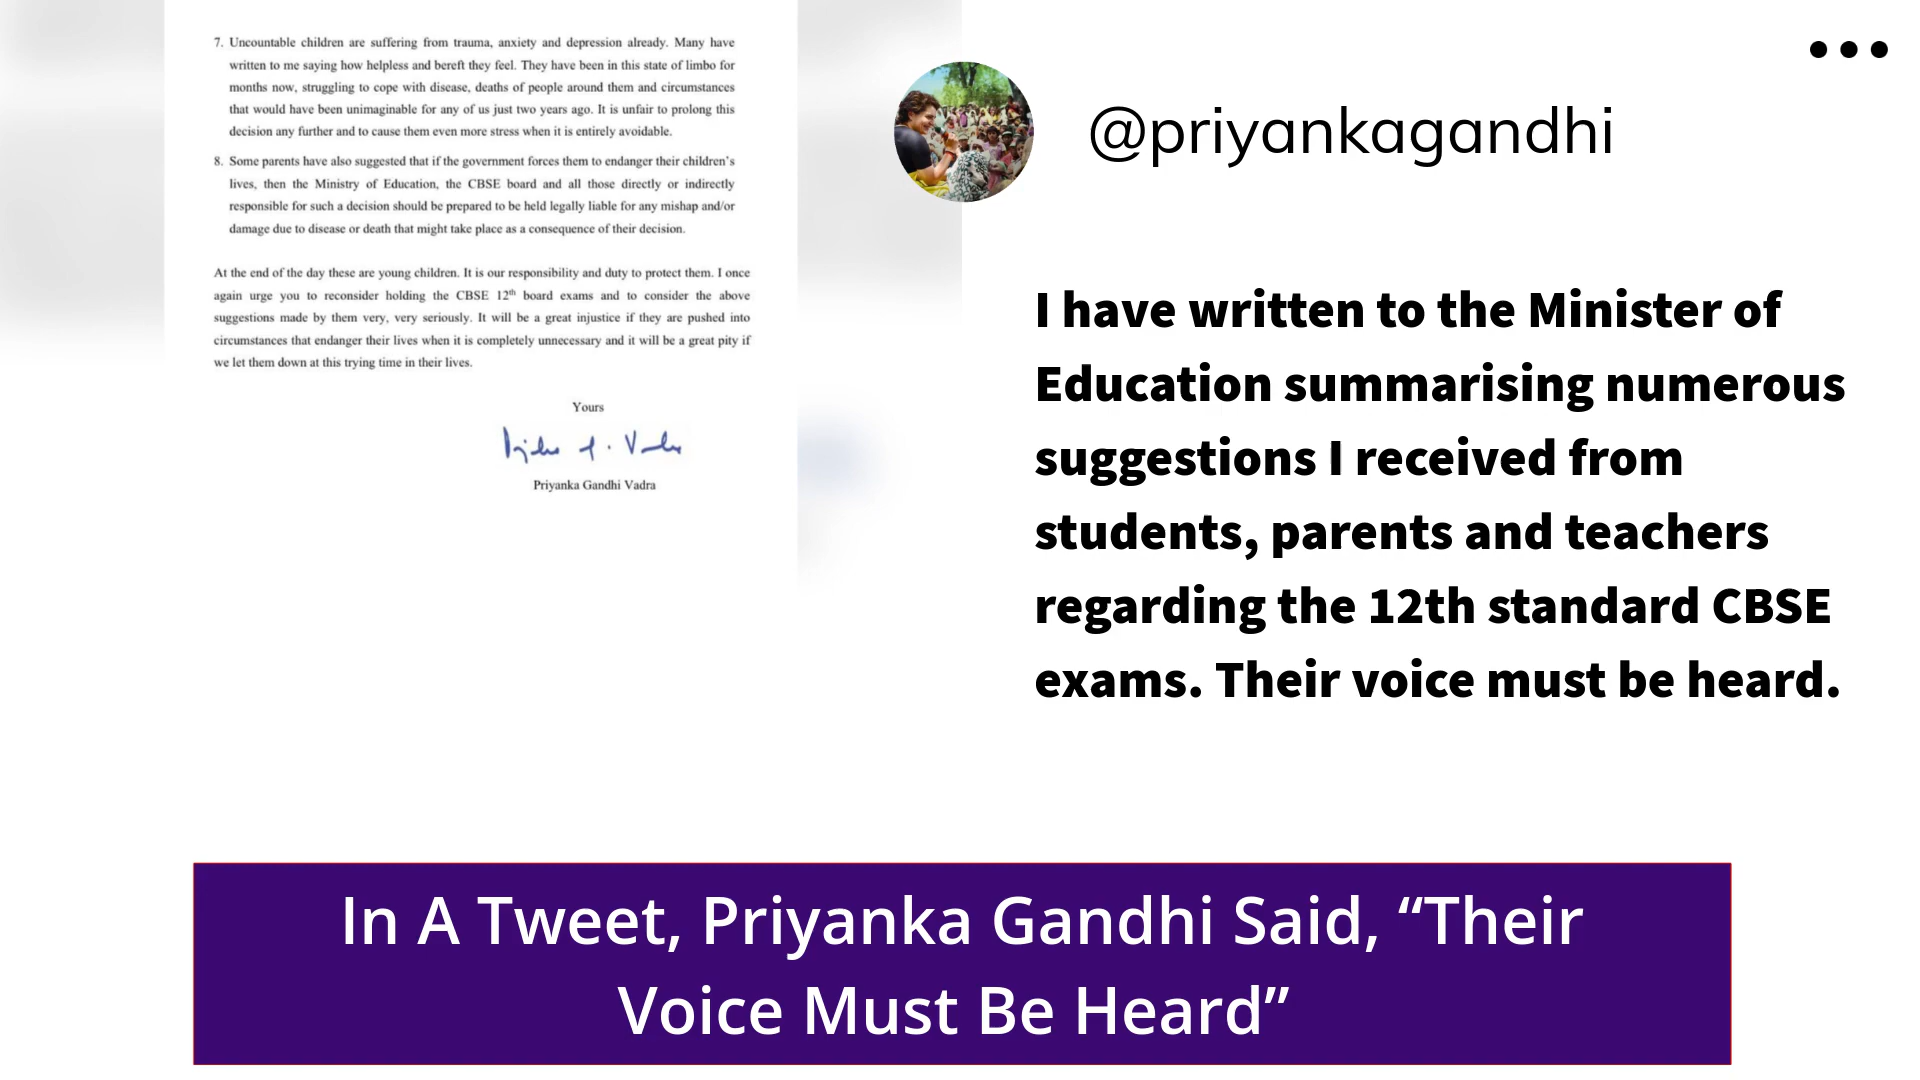 7. Uncountable children are suffering from trauma, anxiety and depression already. Many have
written to me saying how helpless and bereft they feel. They have been in this state of limbo for
months now, struggling to cope with disease, deaths of people around them and circumstances
that would have been unimaginable for any of us just two years ago. It is unfair to prolong this
decision any further and to cause them even more stress when it is entirely avoidable.
8. Some parents have also suggested that if the government forces them to endanger their children's
lives, then the Ministry of Education, the CBSE board and all those directly or indirectly
responsible for such a decision should be prepared to be held legally liable for any mishap and/or
damage due to disease or death that might take place as a consequence of their decision.
At the end of the day these are young children. It is our responsibility and duty to protect them. I once
again urge you to reconsider holding the CBSE 12th board exams and to consider the above
suggestions made by them very, very seriously. It will be a great injustice if they are pushed into
circumstances that endanger their lives when it is completely unnecessary and it will be a great pity if
we let them down at this trying time in their lives.
Yours
Priyanka Gandhi Vadra
@priyankagandhi
I have written to the Minister of
Education summarising numerous
suggestions I received from
students, parents and teachers
regarding the 12th standard CBSE
exams. Their voice must be heard.
In A Tweet, Priyanka Gandhi Said, “Their
Voice Must Be Heard”